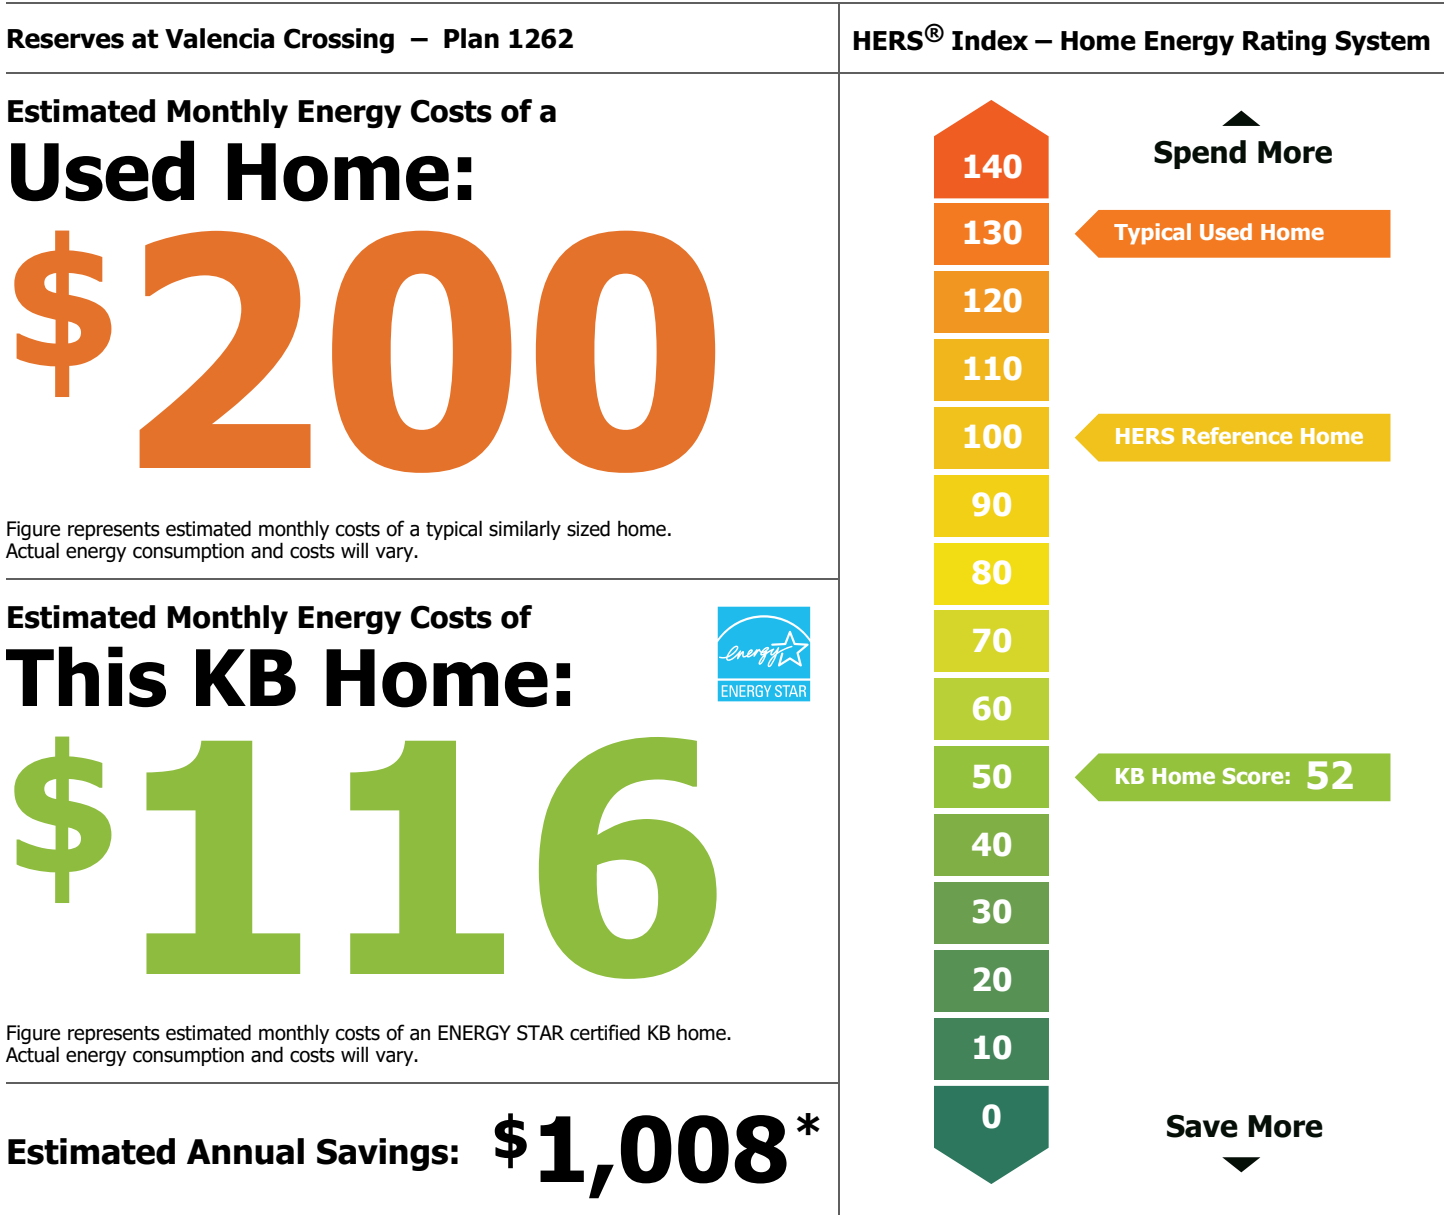 Reserves at Valencia Crossing – Plan 1262
Estimated Monthly Energy Costs of a
Used Home:
$200
Figure represents estimated monthly costs of a typical similarly sized home.
Actual energy consumption and costs will vary.
Estimated Monthly Energy Costs of
This KB Home:
energy
ENERGY STAR
$116
Figure represents estimated monthly costs of an ENERGY STAR certified KB home.
Actual energy consumption and costs will vary.
Estimated Annual Savings: $1,008*
HERS® Index – Home Energy Rating System
Spend More
140
130
Typical Used Home
120
110
100
HERS Reference Home
90
80
70
60
50
KB Home Score: 52
40
30
20
10
0
Save More